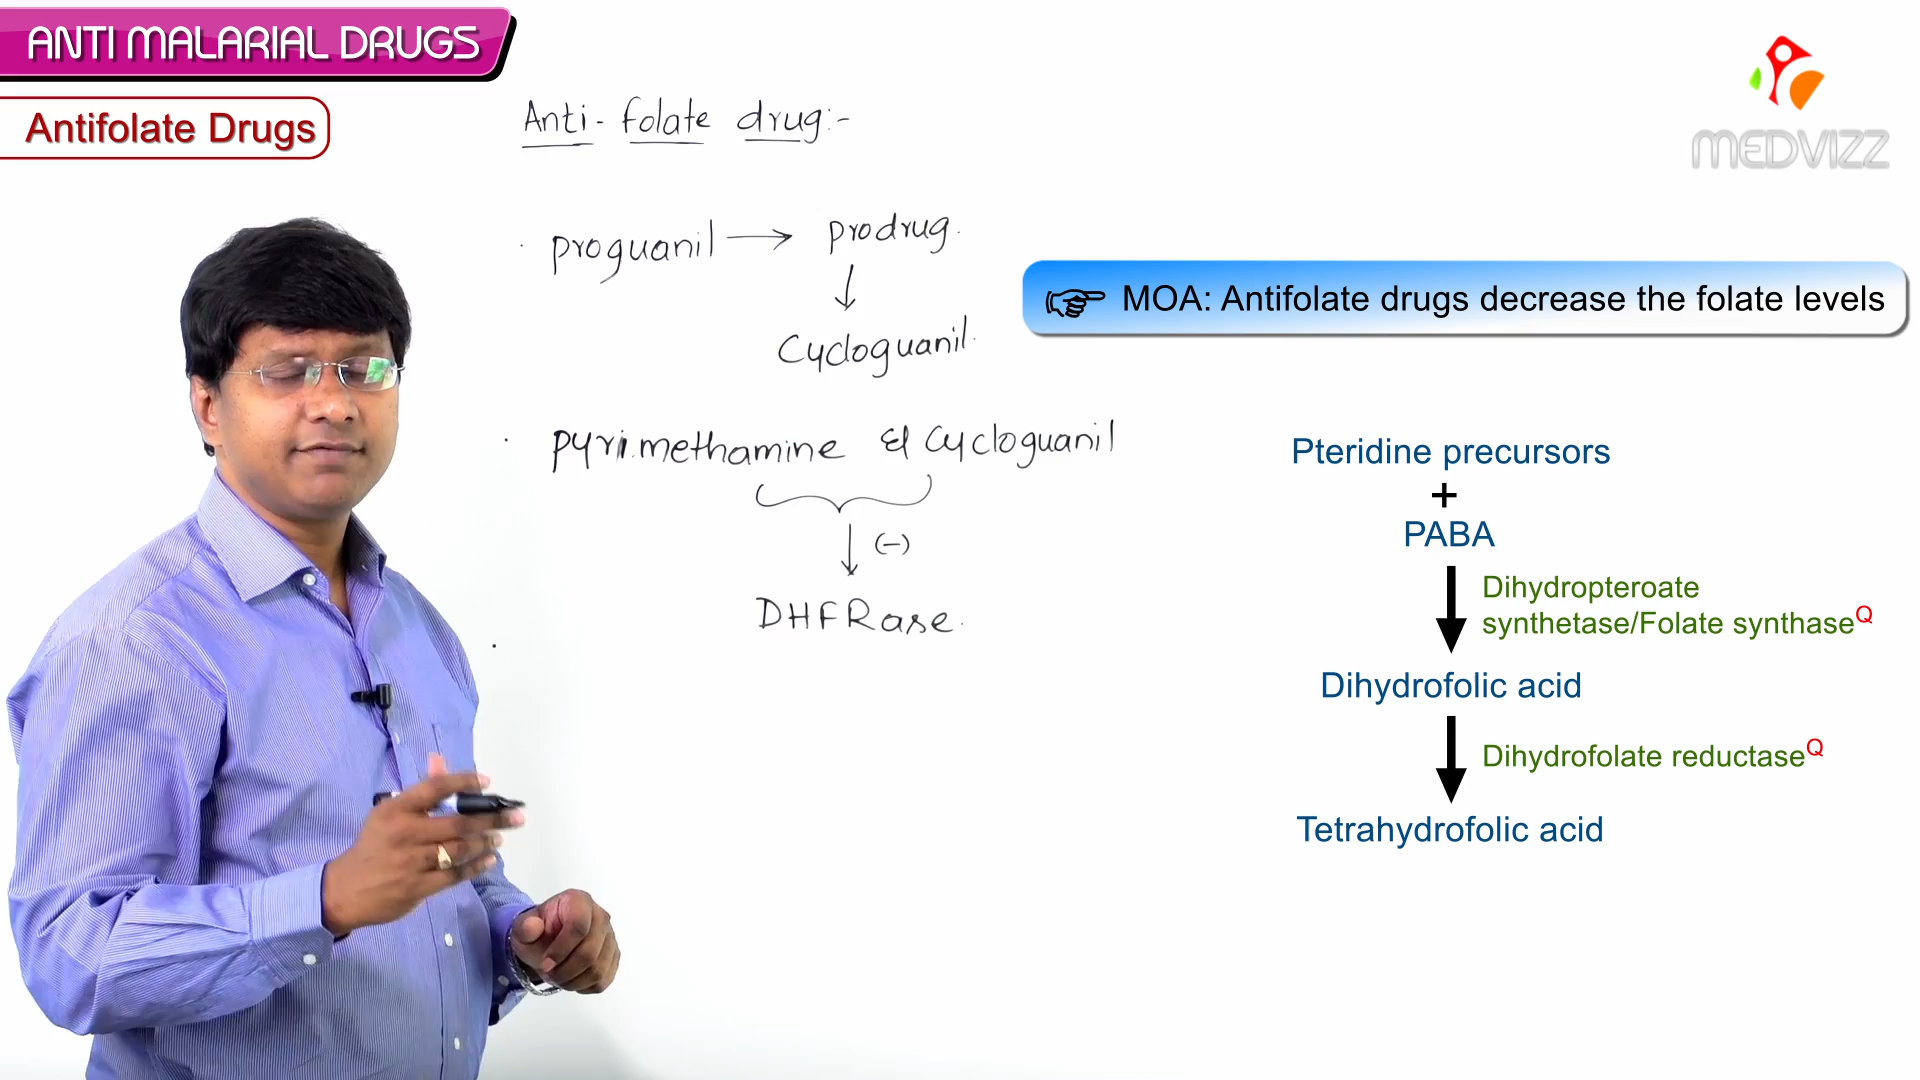 ANTI MALARIAL DRUGS
Antifolate Drugs
MEDVIZZ
Anti-folate drug:-
proguanil → prodrug.
↓
Cycloguanil.
pyrimethamine & Cycloguanil
↓ (-)
DHFRase.
MOA: Antifolate drugs decrease the folate levels
Pteridine precursors
+
PABA
Dihydropteroate
synthetase/Folate synthaseQ
Dihydrofolic acid
Dihydrofolate reductaseQ
Tetrahydrofolic acid